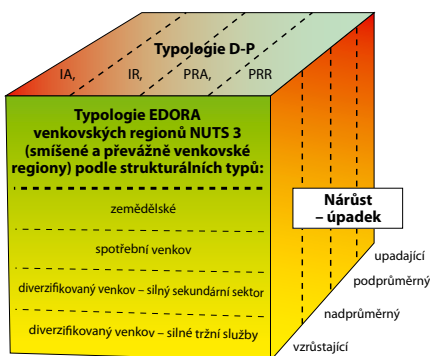 Typologie D-P
IA, IR, PRA, PRR
Typologie EDORA
venkovských regionů NUTS 3
(smíšené a převážně venkovské
regiony) podle strukturálních typů:
zemědělské
spotřební venkov
diverzifikovaný venkov – silný sekundární sektor
diverzifikovaný venkov – silné tržní služby
Nárůst
– úpadek
upadající
podprůměrný
nadprůměrný
vzrůstající